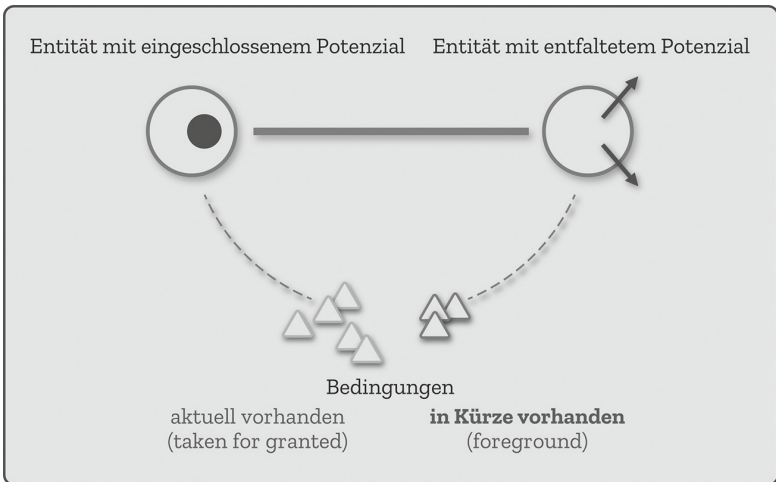 Entität mit eingeschlossenem Potenzial
Entität mit entfaltetem Potenzial
Bedingungen
aktuell vorhanden
(taken for granted)
in Kürze vorhanden
(foreground)